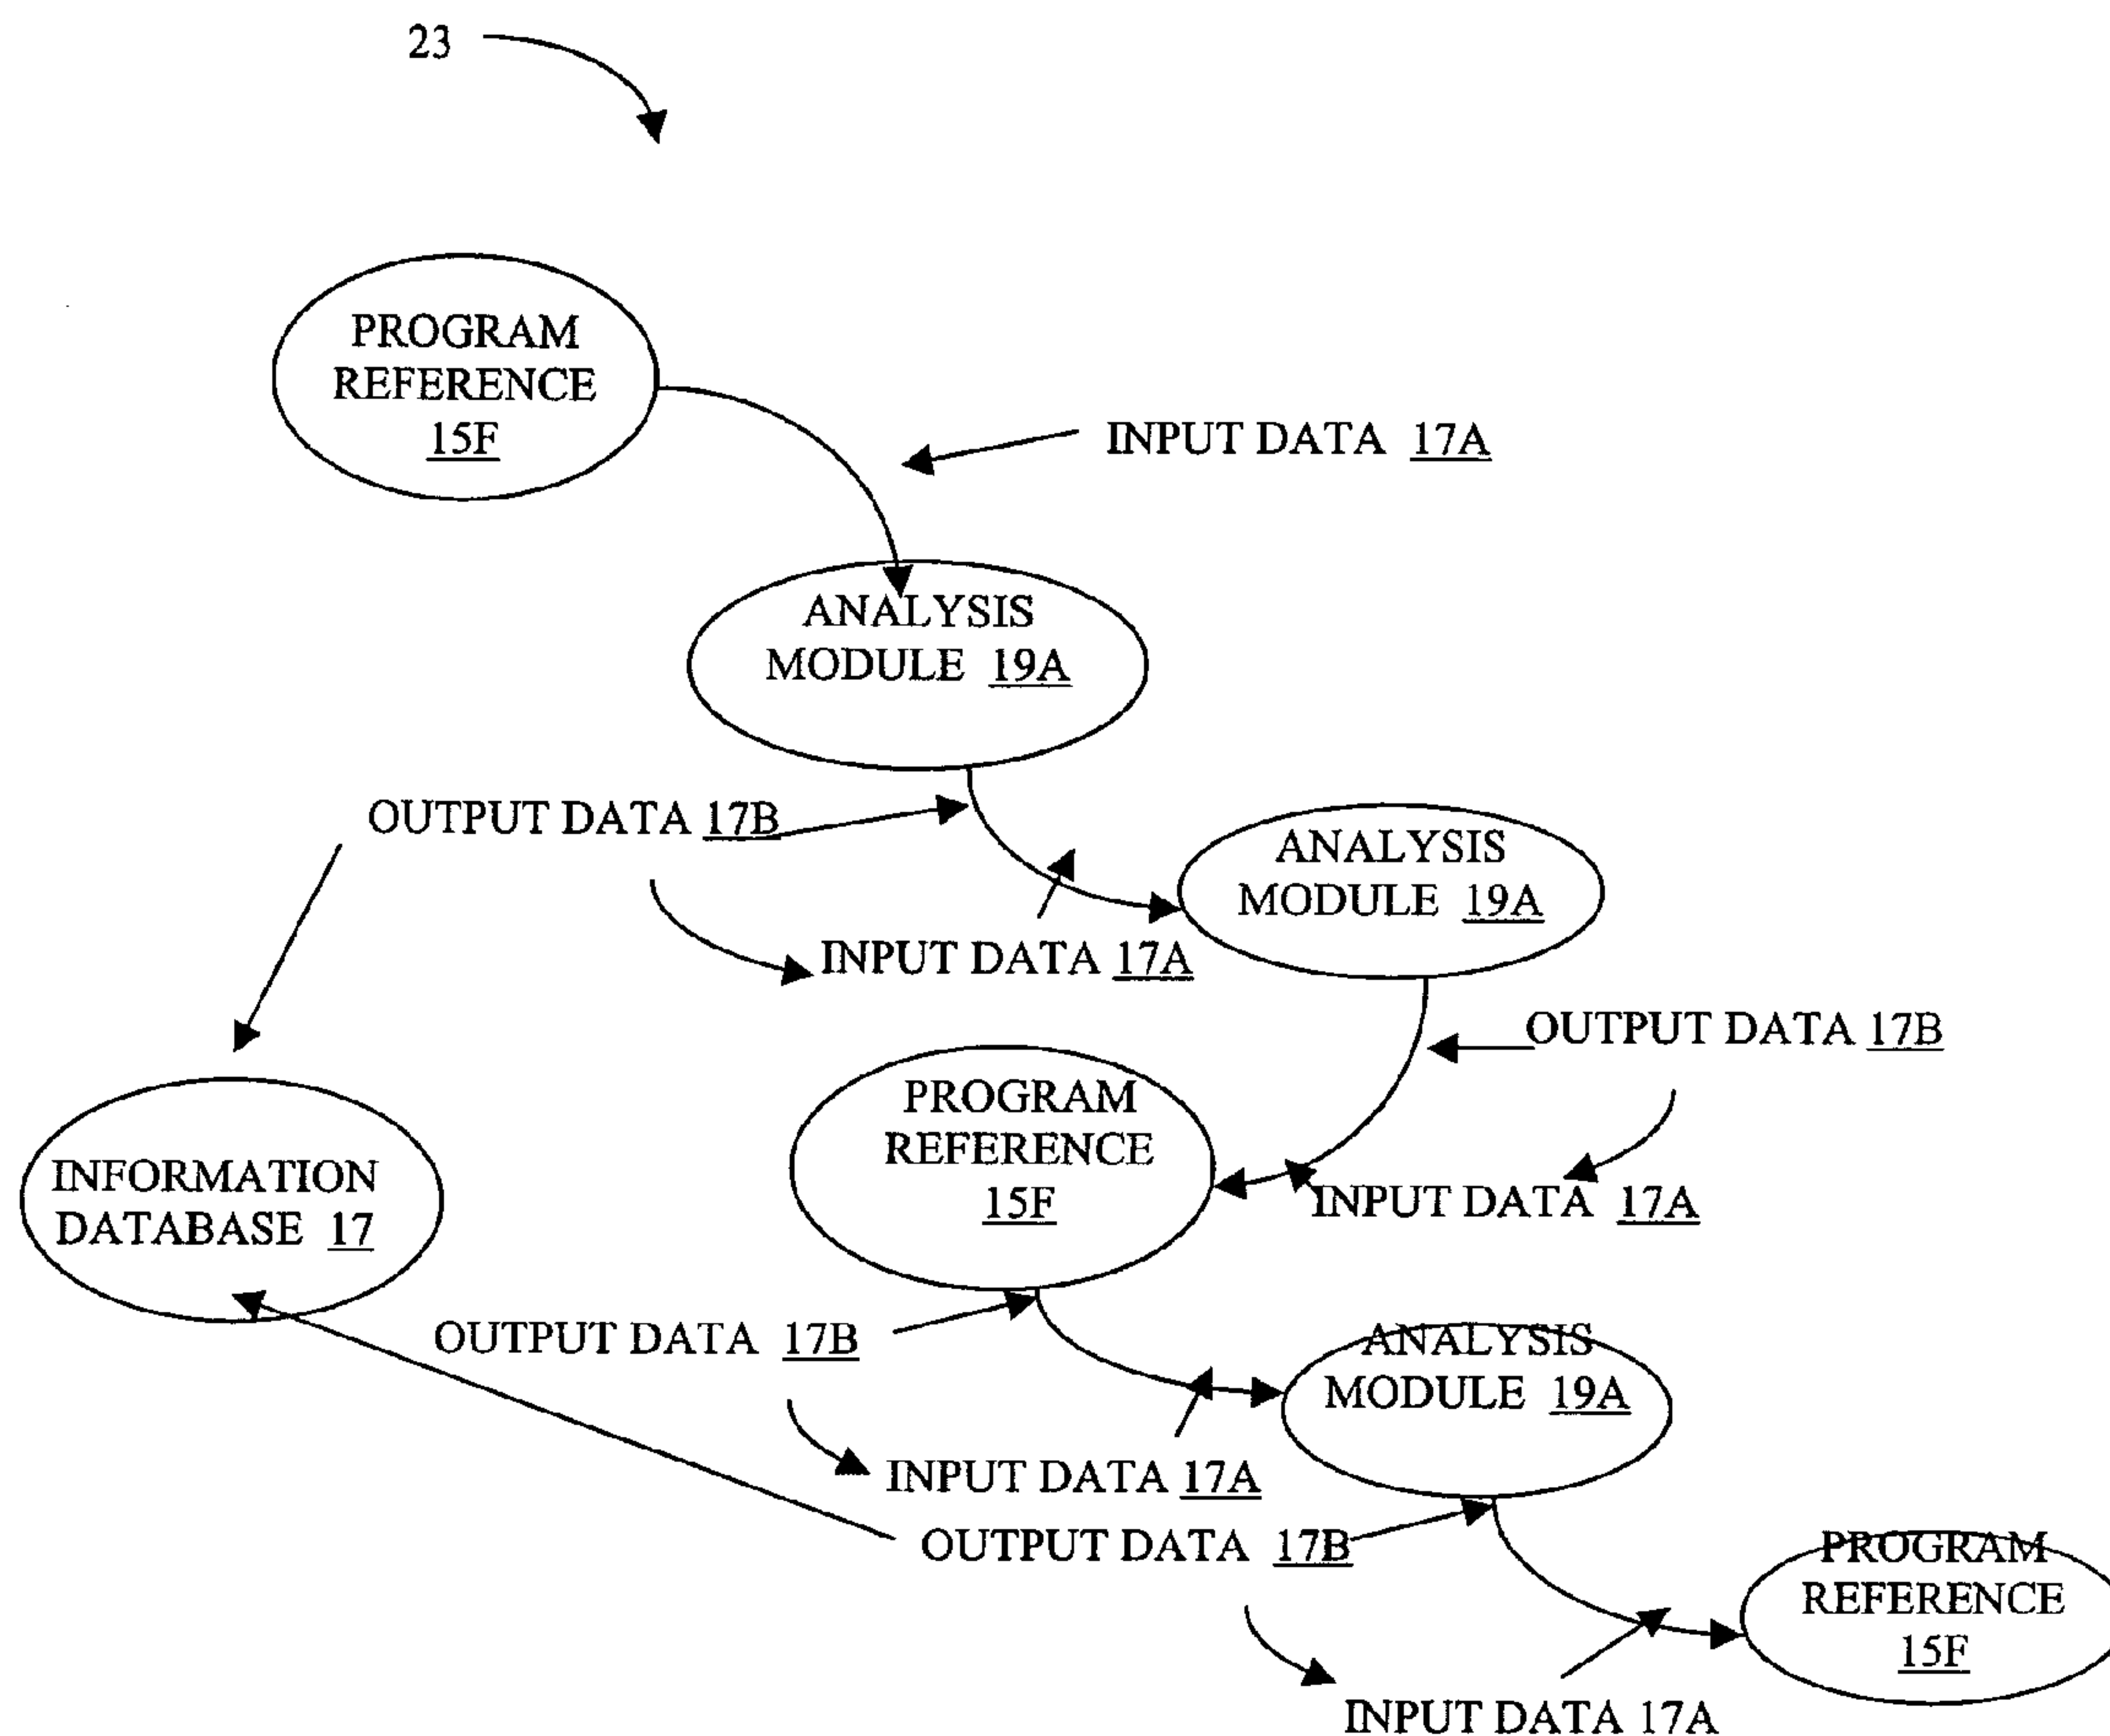 23
PROGRAM
REFERENCE
15F
INPUT DATA 17A
ANALYSIS
MODULE 19A
OUTPUT DATA 17B
ANALYSIS
MODULE 19A
INPUT DATA 17A
OUTPUT DATA 17B
PROGRAM
REFERENCE
15F
INFORMATION
DATABASE 17
INPUT DATA 17A
OUTPUT DATA 17B
ANALYSIS
MODULE 19A
INPUT DATA 17A
OUTPUT DATA 17B
PROGRAM
REFERENCE
15F
INPUT DATA 17A